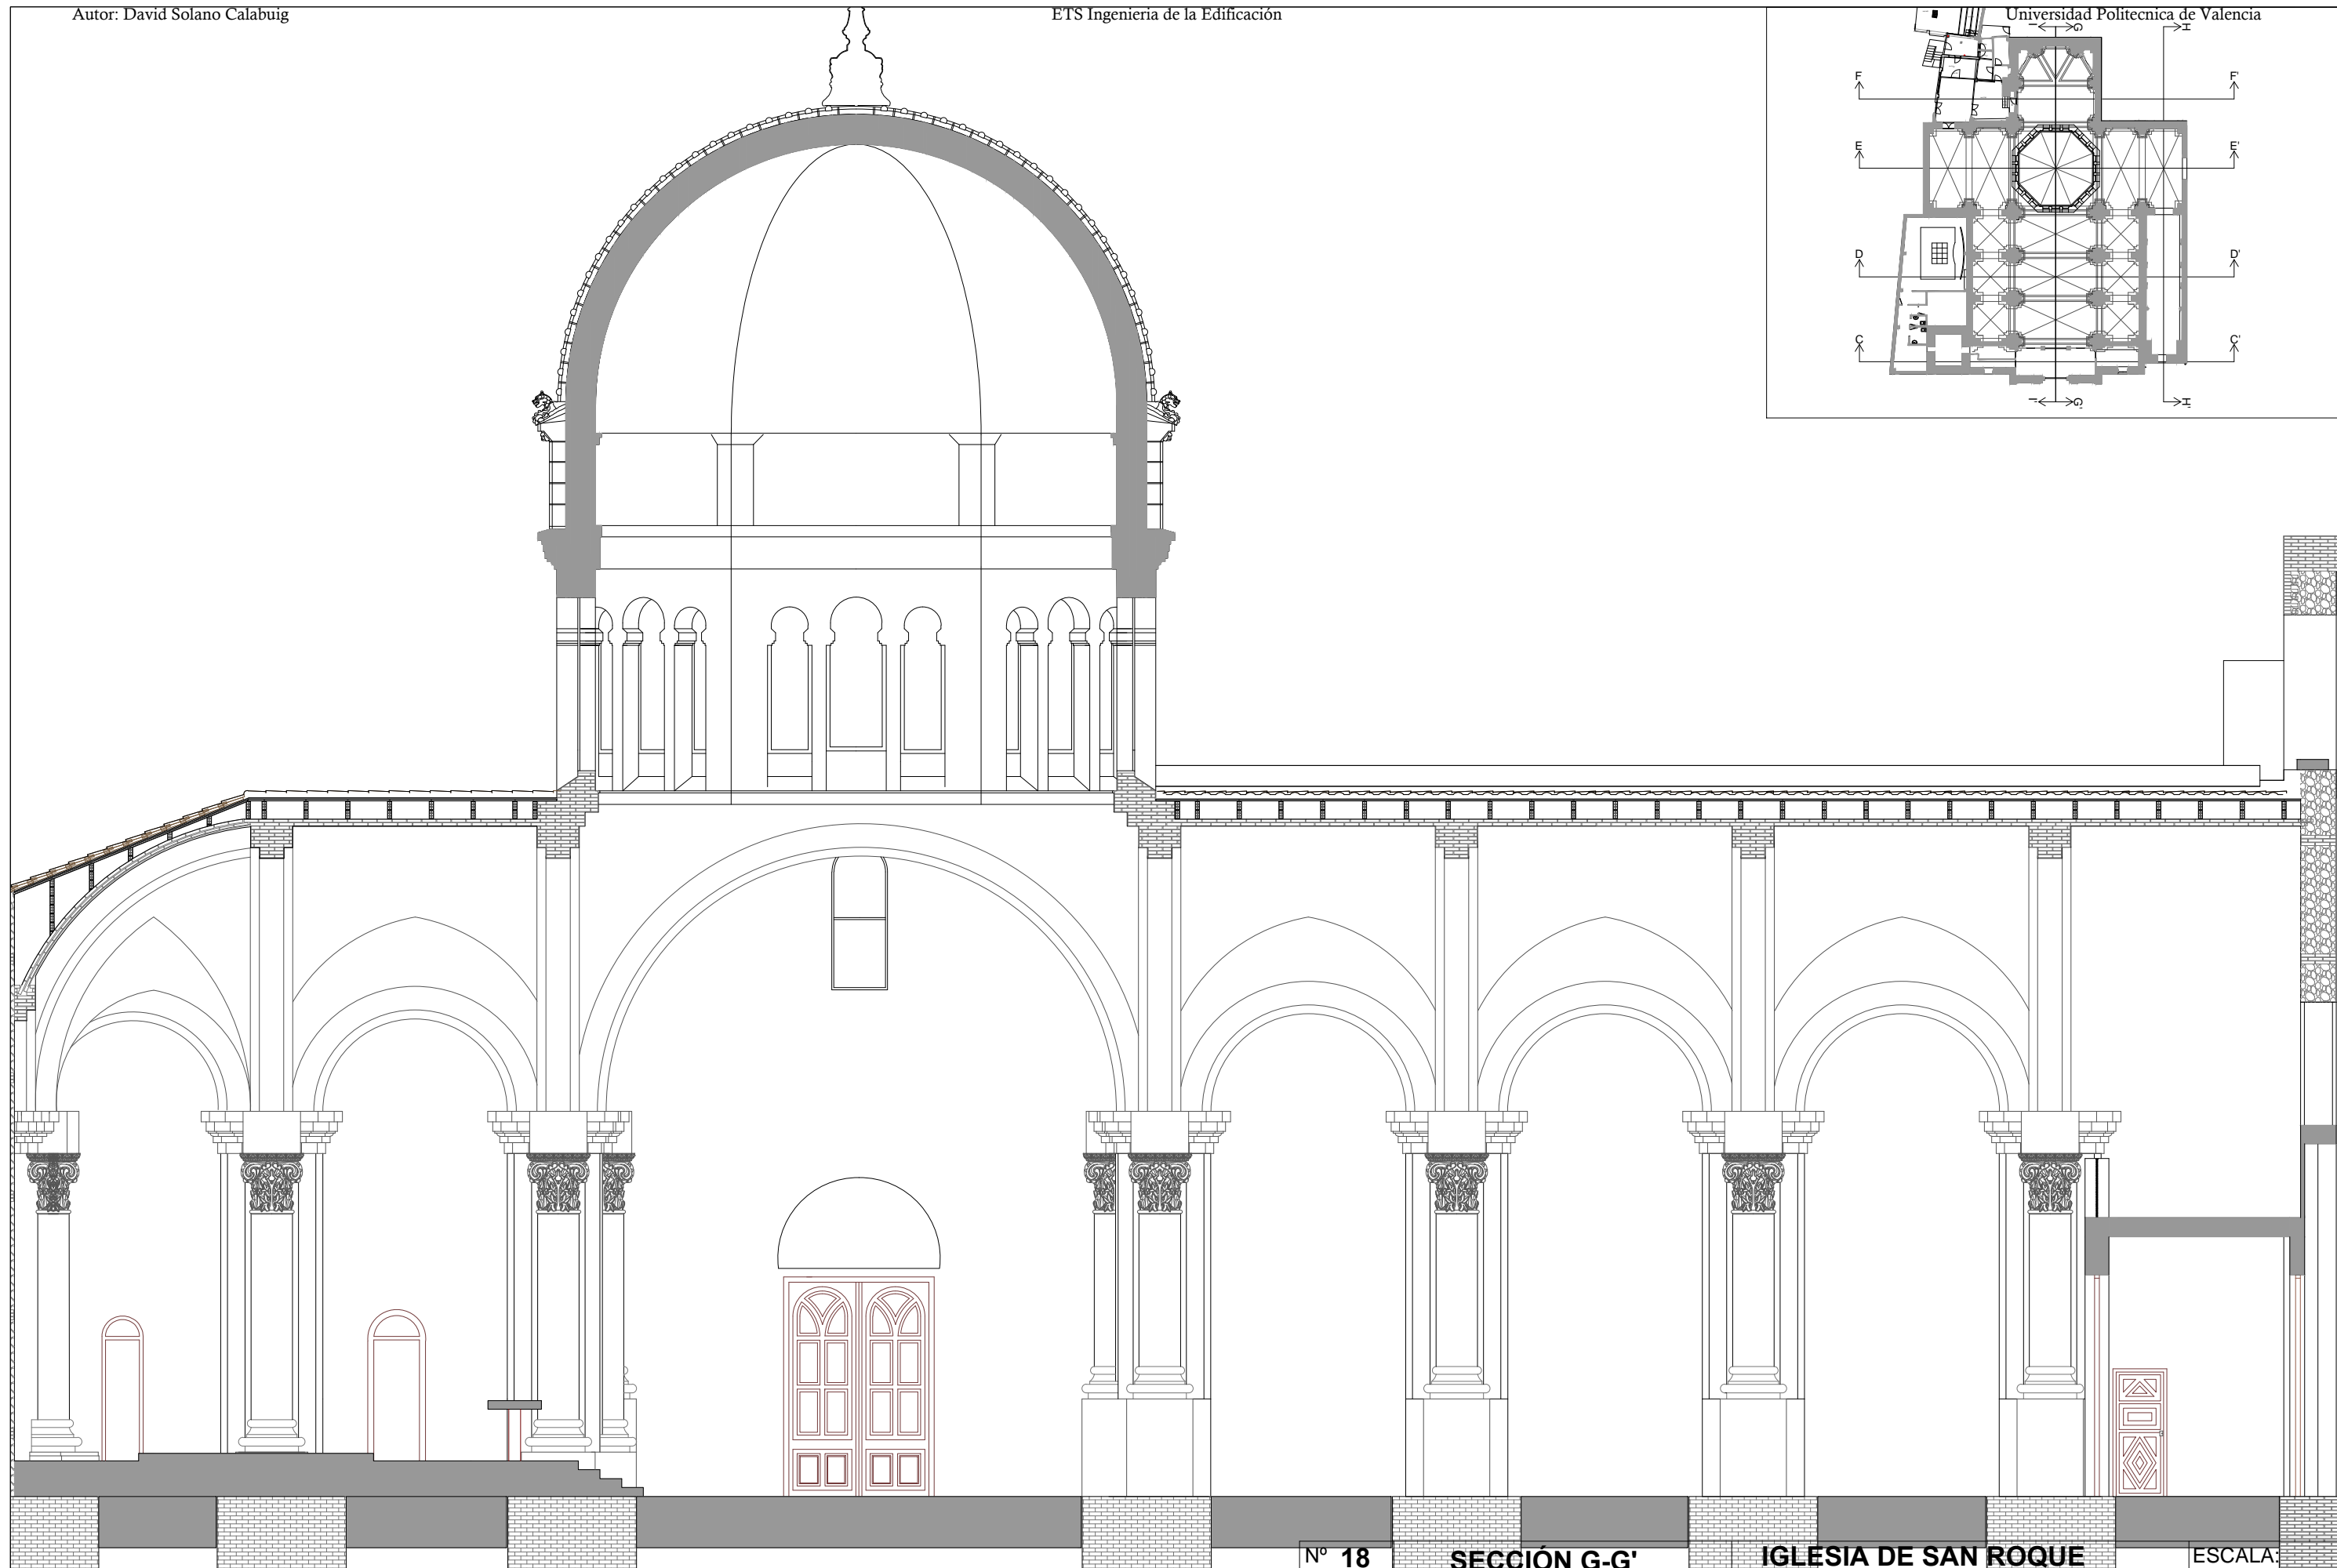 Autor: David Solano Calabuig
ETS Ingenieria de la Edificación
Universidad Politecnica de Valencia
I G H
F F'
E E'
D D'
C C'
I' G' H'
Nº 18
SECCIÓN G-G'
IGLESIA DE SAN ROQUE
ESCALA: